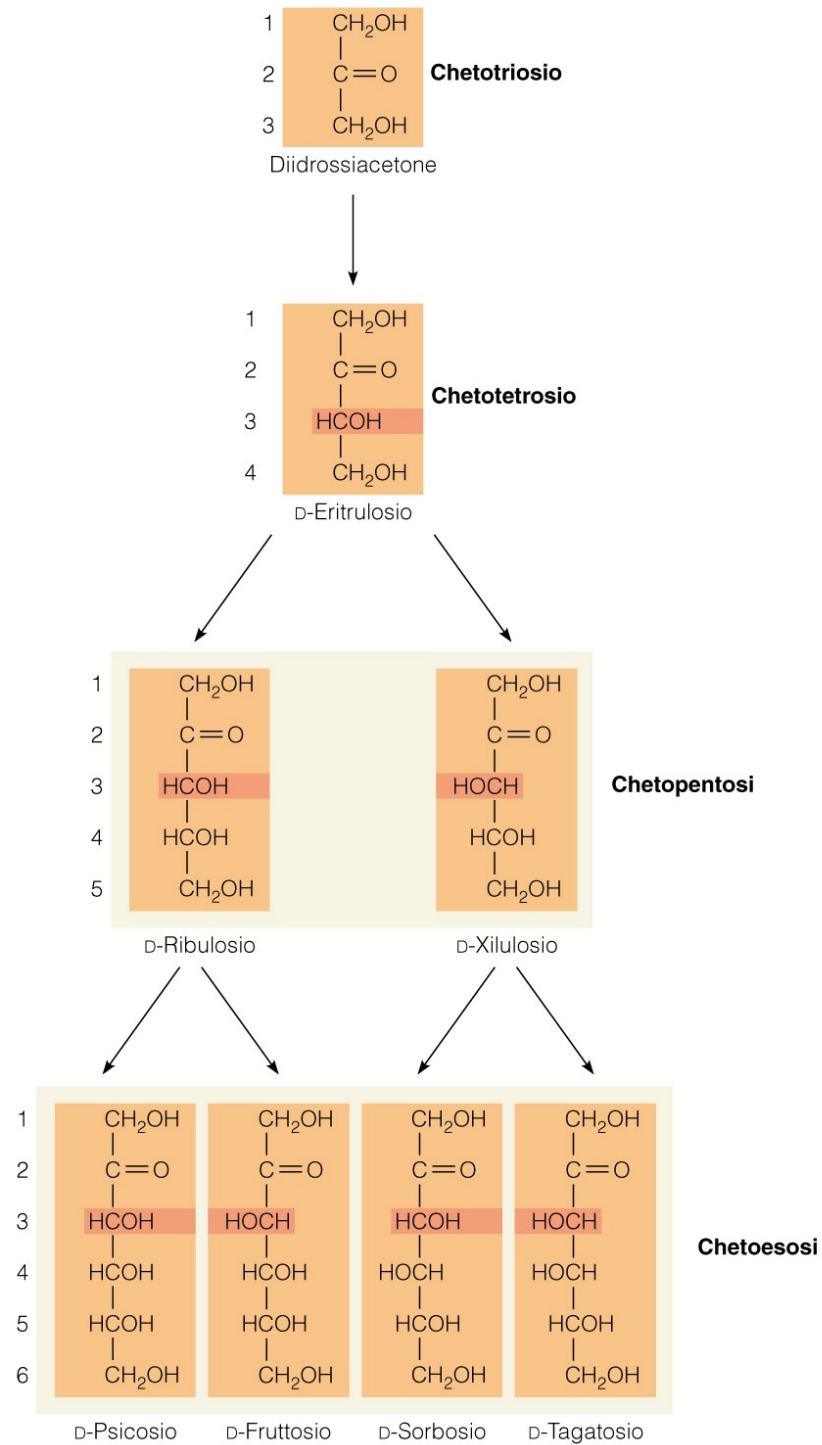 1 CH₂OH
2 C=O Chetotriosio
3 CH₂OH
Diidrossiacetone
1 CH₂OH
2 C=O
Chetotetrosio
3 HCOH
4 CH₂OH
D-Eritrulosio
1 CH₂OH CH₂OH
2 C=O C=O
3 HCOH HOCH Chetopentosi
4 HCOH HCOH
5 CH₂OH CH₂OH
D-Ribulosio D-Xilulosio
1 CH₂OH CH₂OH CH₂OH CH₂OH
2 C=O C=O C=O C=O
3 HCOH HOCH HCOH HOCH
Chetoesosi
4 HCOH HCOH HOCH HOCH
5 HCOH HCOH HCOH HCOH
6 CH₂OH CH₂OH CH₂OH CH₂OH
D-Psicosio D-Fruttosio D-Sorbosio D-Tagatosio